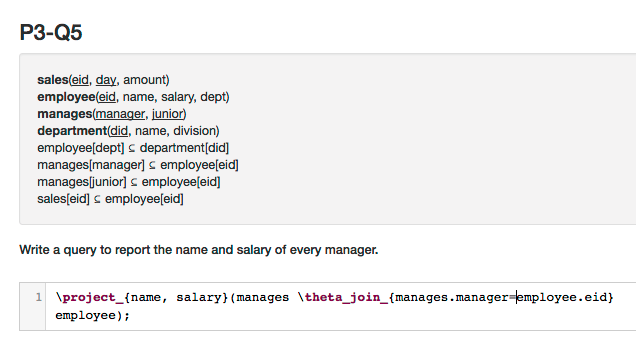 P3-Q5
sales(eid, day, amount)
employee(eid, name, salary, dept)
manages(manager, junior)
department(did, name, division)
employee[dept] ⊆ department[did]
manages[manager] ⊆ employee[eid]
manages[junior] ⊆ employee[eid]
sales[eid] ⊆ employee[eid]
Write a query to report the name and salary of every manager.
1 \project_{name, salary}(manages \theta_join_{manages.manager=employee.eid}
employee);